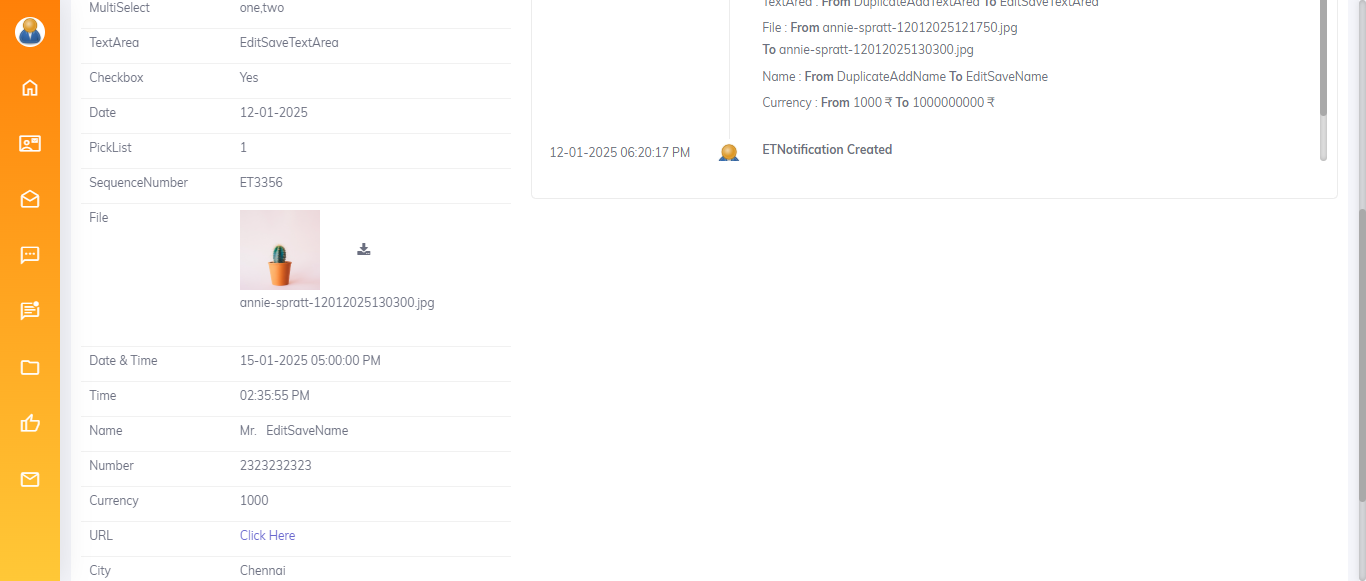 MultiSelect one,two
TextArea EditSaveTextArea
Checkbox Yes
Date 12-01-2025
PickList 1
SequenceNumber ET3356
File
annie-spratt-12012025130300.jpg
Date & Time 15-01-2025 05:00:00 PM
Time 02:35:55 PM
Name Mr. EditSaveName
Number 2323232323
Currency 1000
URL Click Here
City Chennai
TextArea : From DuplicateAddTextArea To EditSaveTextArea
File : From annie-spratt-12012025121750.jpg
To annie-spratt-12012025130300.jpg
Name : From DuplicateAddName To EditSaveName
Currency : From 1000 ₹ To 1000000000 ₹
12-01-2025 06:20:17 PM ETNotification Created